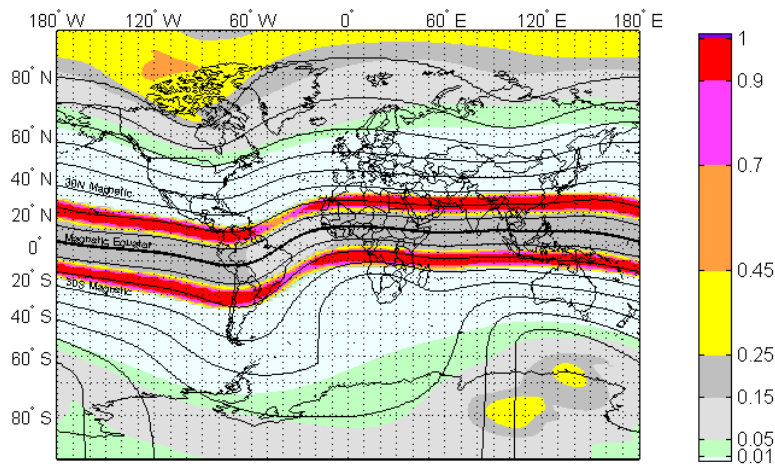 180° W 120° W 60° W 0° 60° E 120° E 180° E
80° N
60° N
40° N
20° N
0°
20° S
40° S
60° S
80° S
30N Magnetic
Magnetic Equator
30S Magnetic
1
0.9
0.7
0.45
0.25
0.15
0.05
0.01